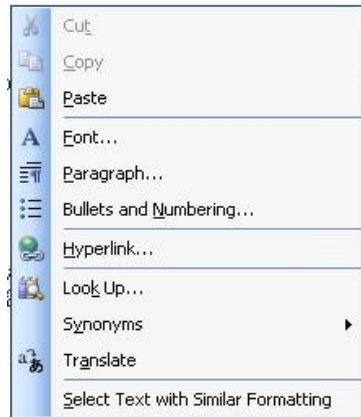 Cut
Copy
Paste
Font...
Paragraph...
Bullets and Numbering...
Hyperlink...
Look Up...
Synonyms
Translate
Select Text with Similar Formatting